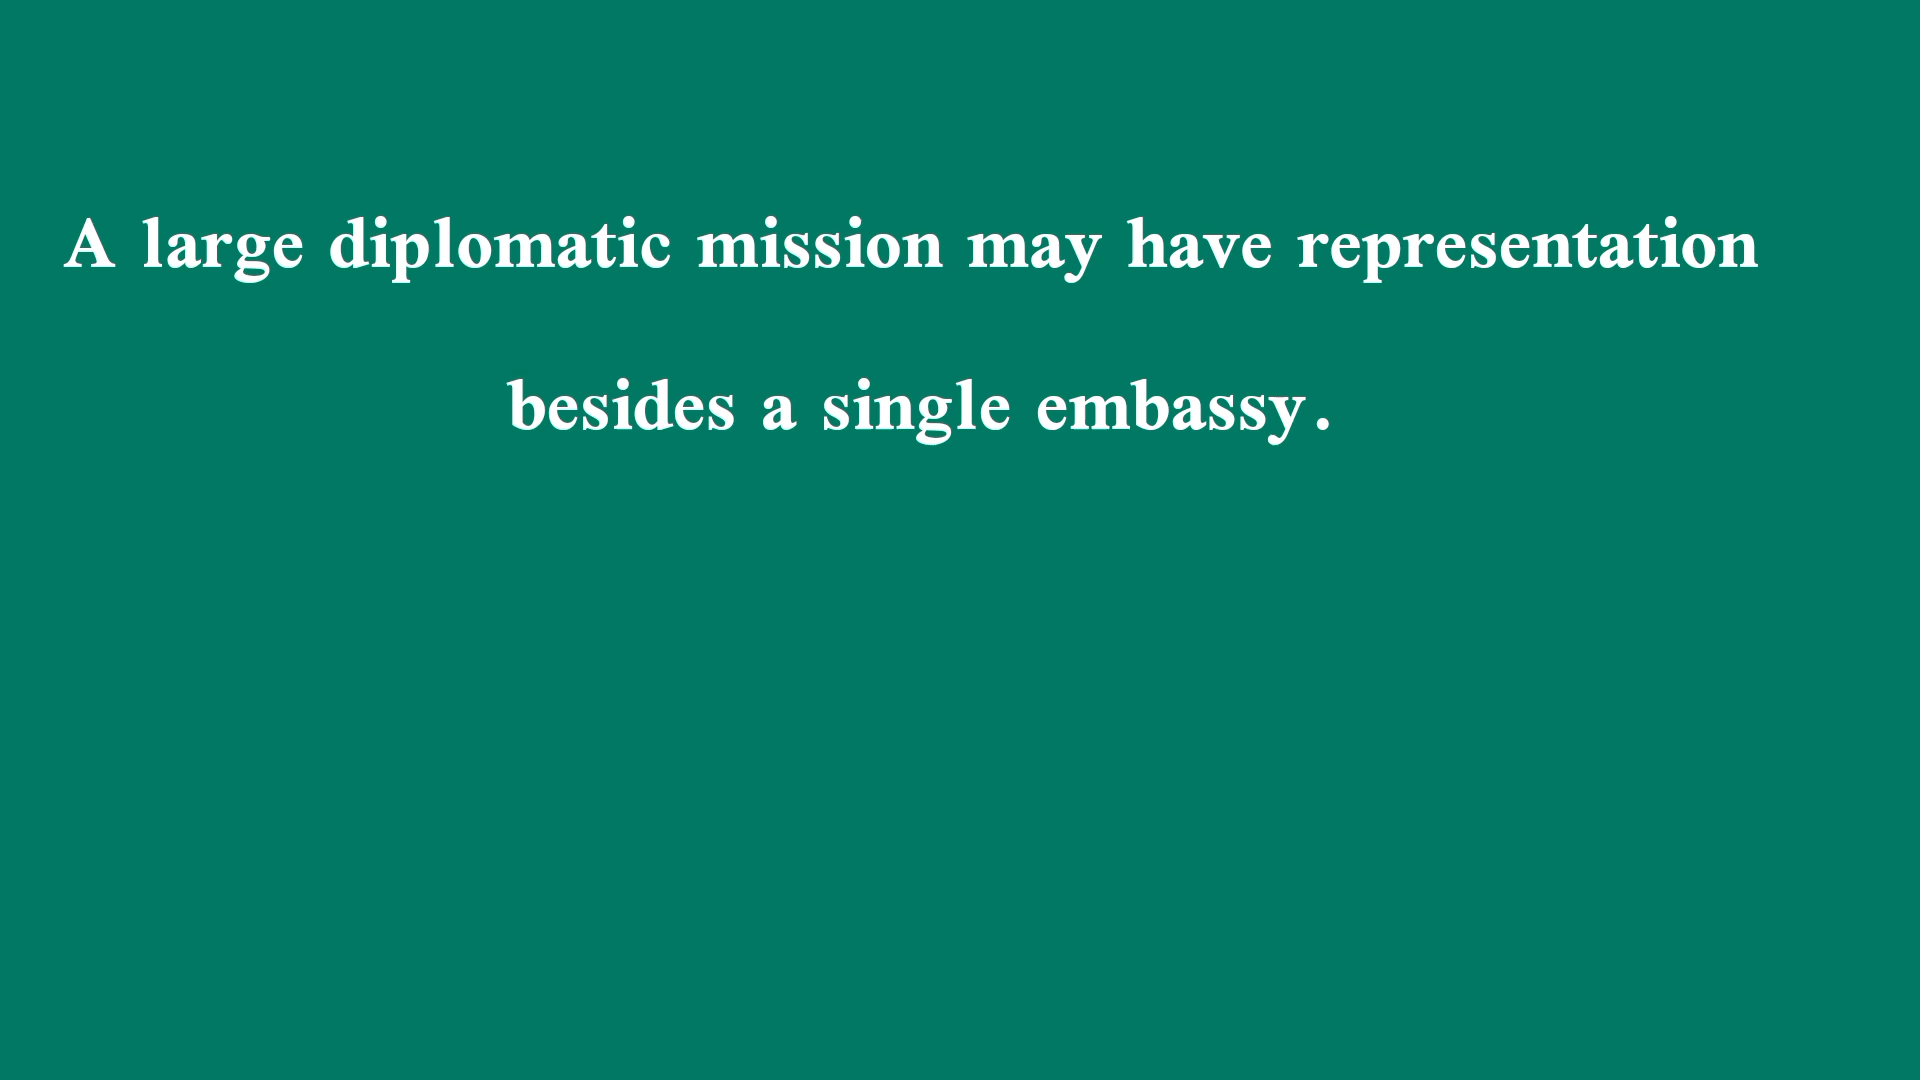 A large diplomatic mission may have representation
besides a single embassy.